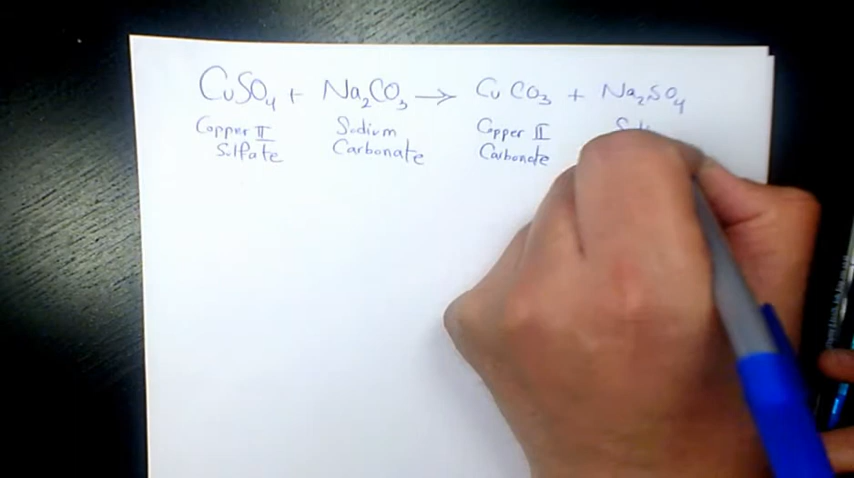 CuSO₄ + Na₂CO₃ → CuCO₃ + Na₂SO₄
Copper II Sodium Copper II
Sulfate Carbonate Carbonate